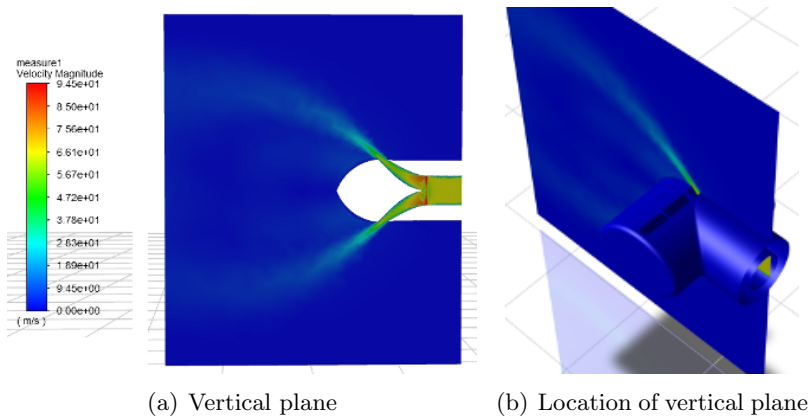 measure1
Velocity Magnitude
9.45e+01
8.50e+01
7.56e+01
6.61e+01
5.67e+01
4.72e+01
3.78e+01
2.83e+01
1.89e+01
9.45e+00
0.00e+00
( m/s )
(a) Vertical plane
(b) Location of vertical plane